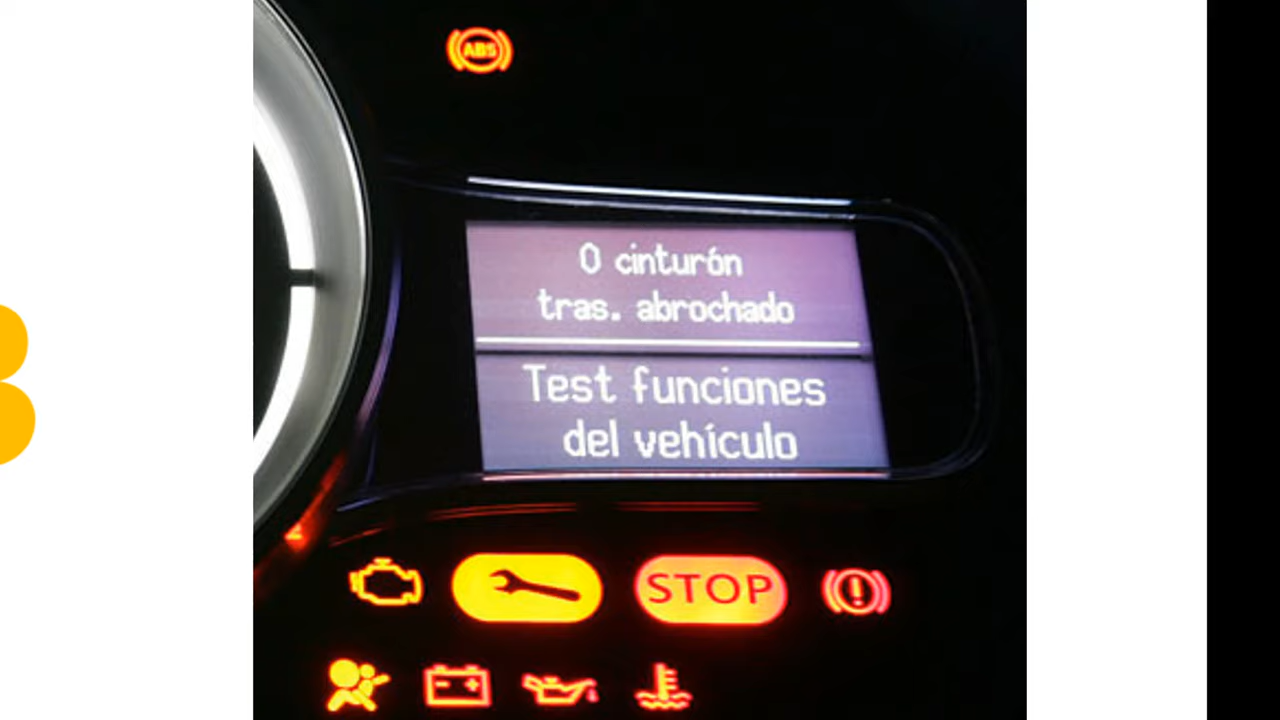 ABS
0 cinturón
tras. abrochado
Test funciones
del vehículo
STOP